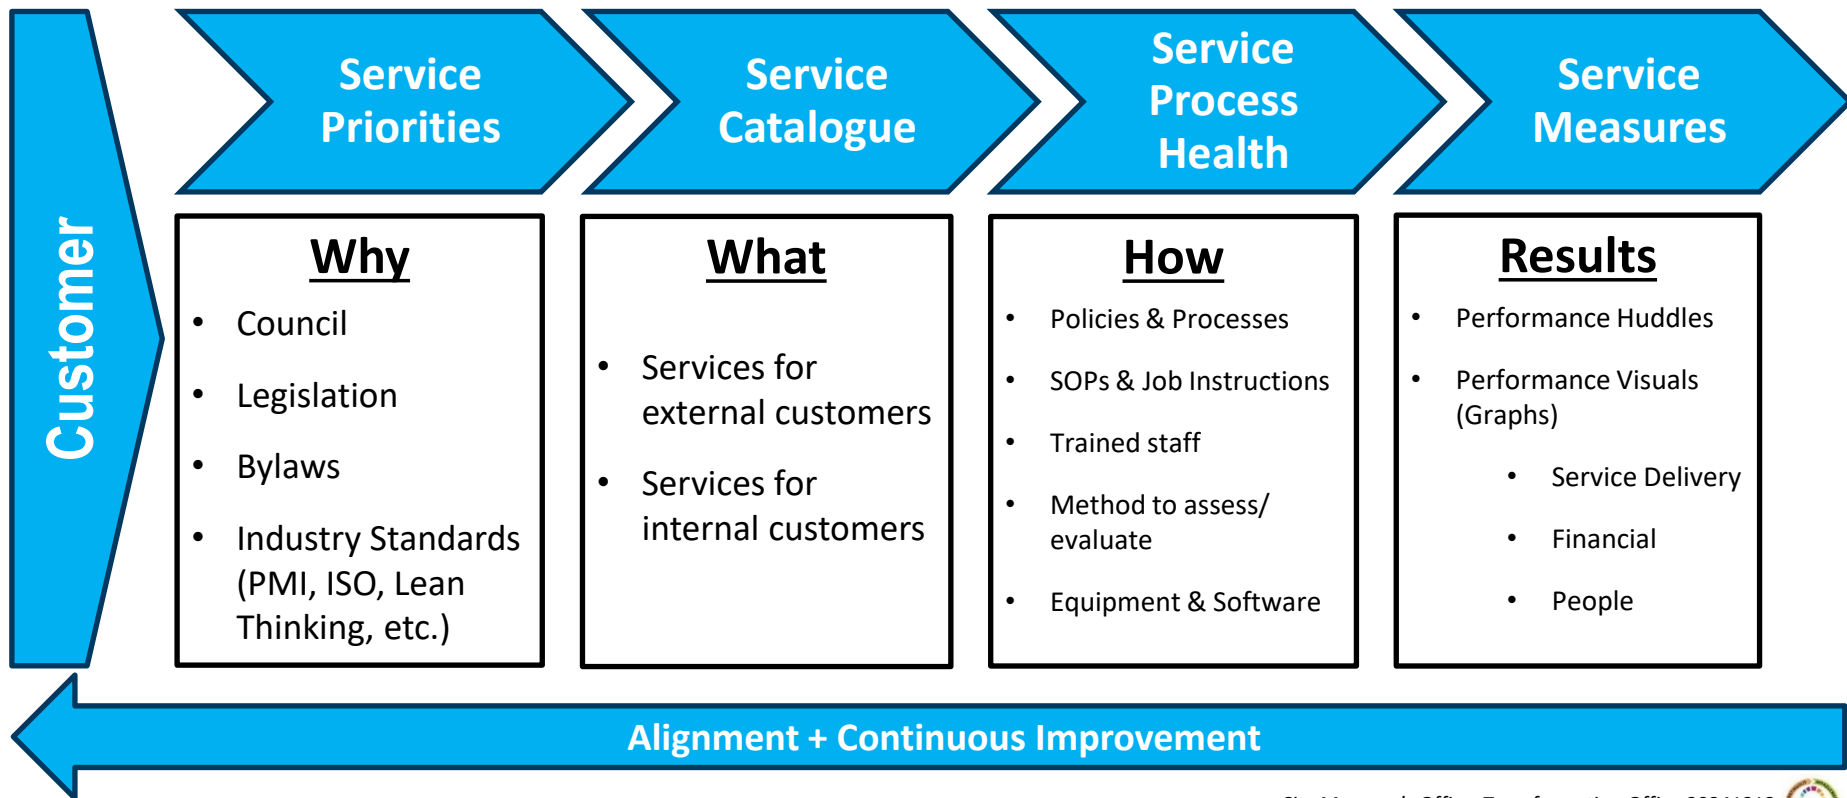 Customer
Service
Priorities
Service
Catalogue
Service
Process
Health
Service
Measures
Why
• Council
• Legislation
• Bylaws
• Industry Standards
(PMI, ISO, Lean
Thinking, etc.)
What
• Services for
external customers
• Services for
internal customers
How
• Policies & Processes
• SOPs & Job Instructions
• Trained staff
• Method to assess/
evaluate
• Equipment & Software
Results
• Performance Huddles
• Performance Visuals
(Graphs)
• Service Delivery
• Financial
• People
Alignment + Continuous Improvement